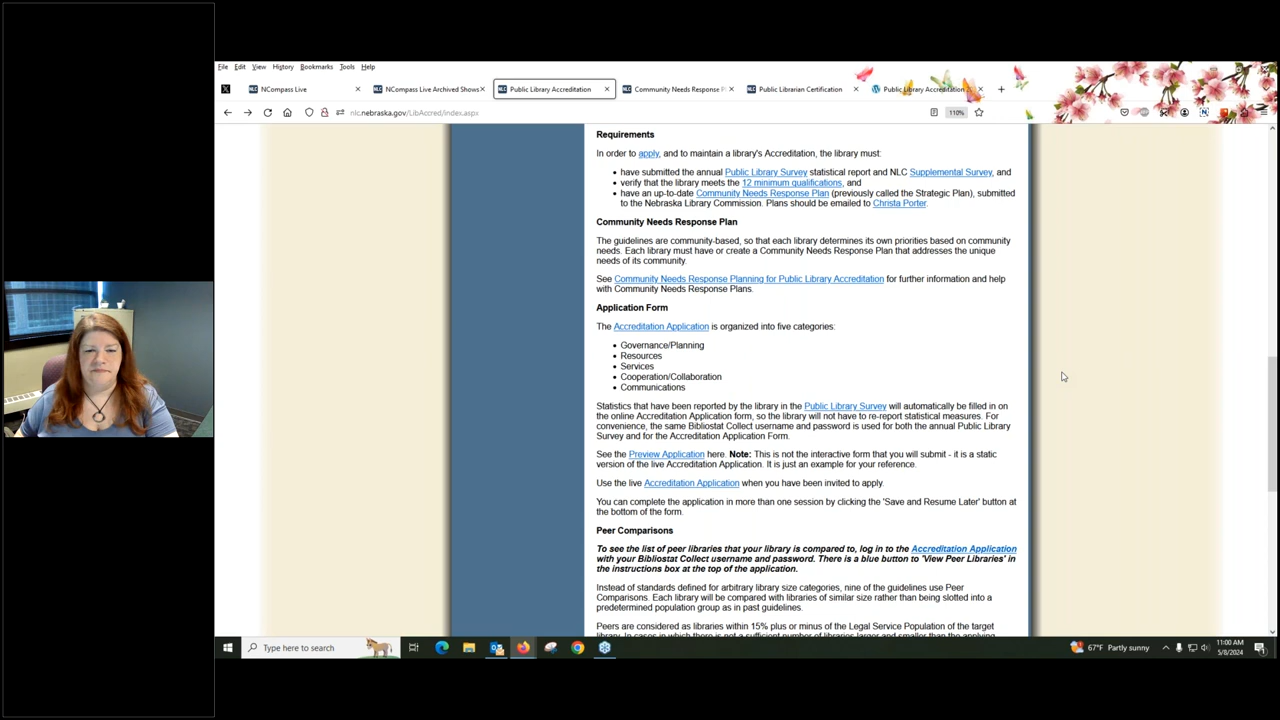 File Edit View History Bookmarks Tools Help
NCompass Live
NCompass Live Archived Shows
Public Library Accreditation
Community Needs Response P
Public Librarian Certification
Public Library Accreditation 20
nlc.nebraska.gov/LibAccred/index.aspx
110%
Requirements
In order to apply, and to maintain a library's Accreditation, the library must:
• have submitted the annual Public Library Survey statistical report and NLC Supplemental Survey, and
• verify that the library meets the 12 minimum qualifications, and
• have an up-to-date Community Needs Response Plan (previously called the Strategic Plan), submitted
to the Nebraska Library Commission. Plans should be emailed to Christa Porter.
Community Needs Response Plan
The guidelines are community-based, so that each library determines its own priorities based on community
needs. Each library must have or create a Community Needs Response Plan that addresses the unique
needs of its community.
See Community Needs Response Planning for Public Library Accreditation for further information and help
with Community Needs Response Plans.
Application Form
The Accreditation Application is organized into five categories:
• Governance/Planning
• Resources
• Services
• Cooperation/Collaboration
• Communications
Statistics that have been reported by the library in the Public Library Survey will automatically be filled in on
the online Accreditation Application form, so the library will not have to re-report statistical measures. For
convenience, the same Bibliostat Collect username and password is used for both the annual Public Library
Survey and for the Accreditation Application Form.
See the Preview Application here. Note: This is not the interactive form that you will submit - it is a static
version of the live Accreditation Application. It is just an example for your reference.
Use the live Accreditation Application when you have been invited to apply.
You can complete the application in more than one session by clicking the 'Save and Resume Later' button at
the bottom of the form.
Peer Comparisons
To see the list of peer libraries that your library is compared to, log in to the Accreditation Application
with your Bibliostat Collect username and password. There is a blue button to 'View Peer Libraries' in
the instructions box at the top of the application.
Instead of standards defined for arbitrary library size categories, nine of the guidelines use Peer
Comparisons. Each library will be compared with libraries of similar size rather than being slotted into a
predetermined population group as in past guidelines.
Peers are considered as libraries within 15% plus or minus of the Legal Service Population of the target
library. In cases in which there is not a sufficient number of libraries larger and smaller than the applying
Type here to search
67°F Partly sunny
11:00 AM
5/8/2024